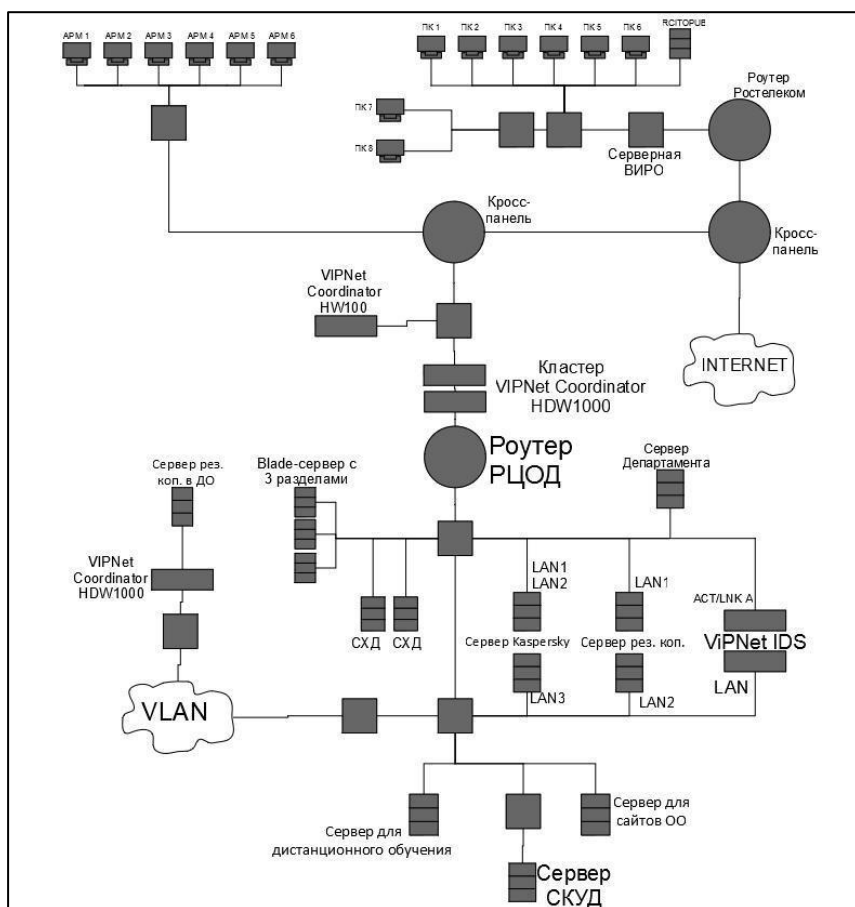 АРМ 1 АРМ 2 АРМ 3 АРМ 4 АРМ 5 АРМ 6
ПК 1 ПК 2 ПК 3 ПК 4 ПК 5 ПК 6 RCITOPUB
Роутер
Ростелеком
ПК 7
ПК 8
Серверная
ВИРО
Кросс-
панель
Кросс-
панель
VIPNet
Coordinator
HW100
INTERNET
Кластер
VIPNet Coordinator
HDW1000
Роутер
РЦОД
Сервер
Департамента
Blade-сервер с
3 разделами
Сервер рез.
коп. в ДО
VIPNet
Coordinator
HDW1000
LAN1
LAN2
LAN1
ACT/LNK A
СХД СХД
Сервер Kaspersky
Сервер рез. коп.
ViPNet IDS
LAN3
LAN2
LAN
VLAN
Сервер для
дистанционного обучения
Сервер для
сайтов ОО
Сервер
СКУД